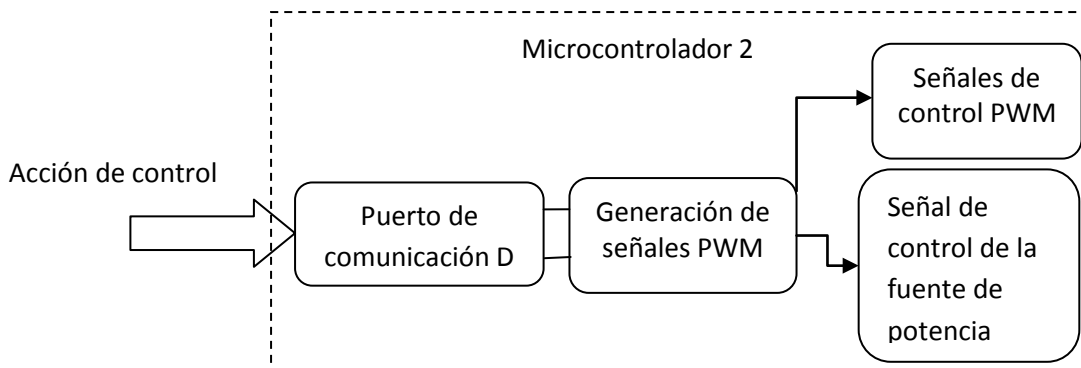 Microcontrolador 2
Señales de
control PWM
Acción de control
Puerto de
comunicación D
Generación de
señales PWM
Señal de
control de la
fuente de
potencia